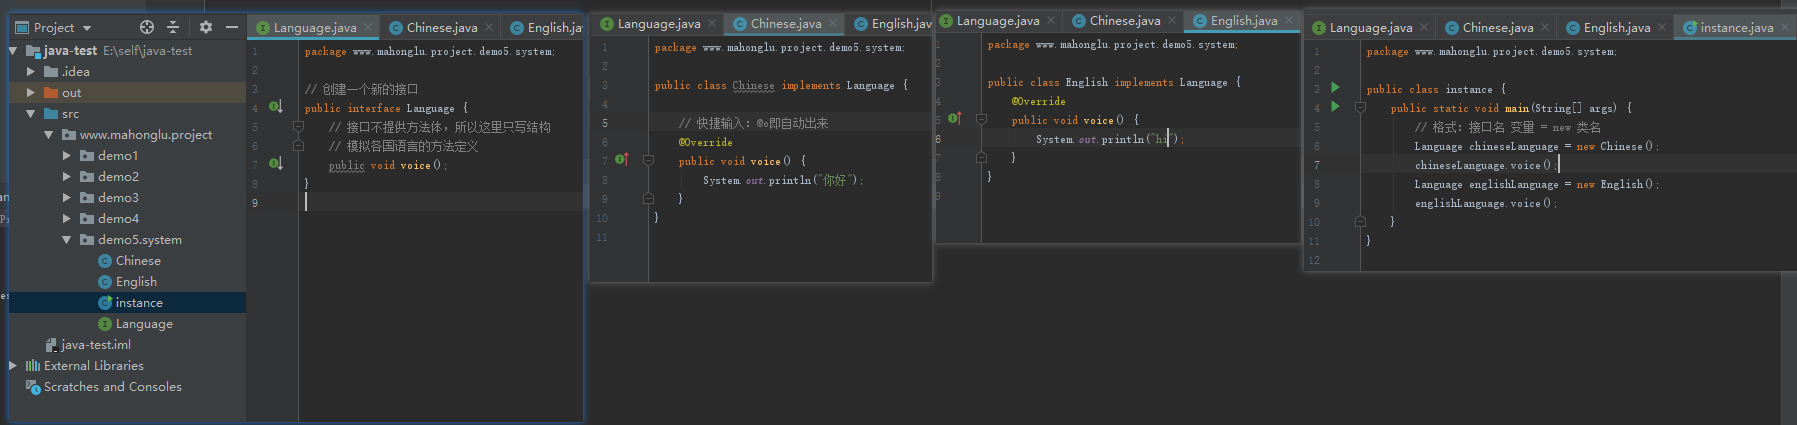 Project
java-test E:\self\java-test
.idea
out
src
www.mahonglu.project
demo1
demo2
demo3
demo4
demo5.system
Chinese
English
instance
Language
java-test.iml
External Libraries
Scratches and Consoles
Language.java
Chinese.java
English.jav
1 package www.mahonglu.project.demo5.system;
2
3 // 创建一个新的接口
4 public interface Language {
5 // 接口不提供方法体，所以这里只写结构
6 // 模拟各国语言的方法定义
7 public void voice();
8 }
9
Language.java
Chinese.java
English.jav
1 package www.mahonglu.project.demo5.system;
2
3 public class Chinese implements Language {
4
5 // 快捷输入：@o即自动出来
6 @Override
7 public void voice() {
8 System.out.println("你好");
9 }
10 }
11
Language.java
Chinese.java
English.java
1 package www.mahonglu.project.demo5.system;
2
3 public class English implements Language {
4 @Override
5 public void voice() {
6 System.out.println("hi");
7 }
8 }
9
Language.java
Chinese.java
English.java
instance.java
1 package www.mahonglu.project.demo5.system;
2
3 public class instance {
4 public static void main(String[] args) {
5 // 格式：接口名 变量 = new 类名
6 Language chineseLanguage = new Chinese();
7 chineseLanguage.voice();
8 Language englishLanguage = new English();
9 englishLanguage.voice();
10 }
11 }
12